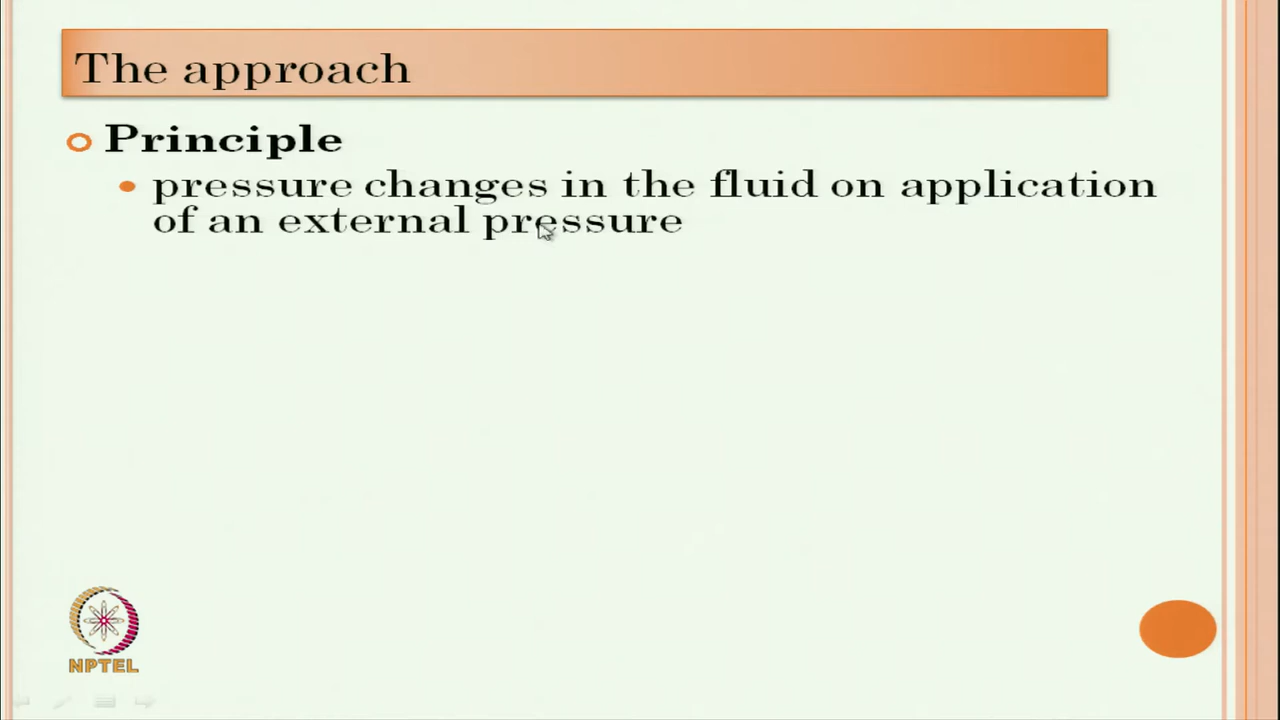 The approach
Principle
pressure changes in the fluid on application
of an external pressure
NPTEL